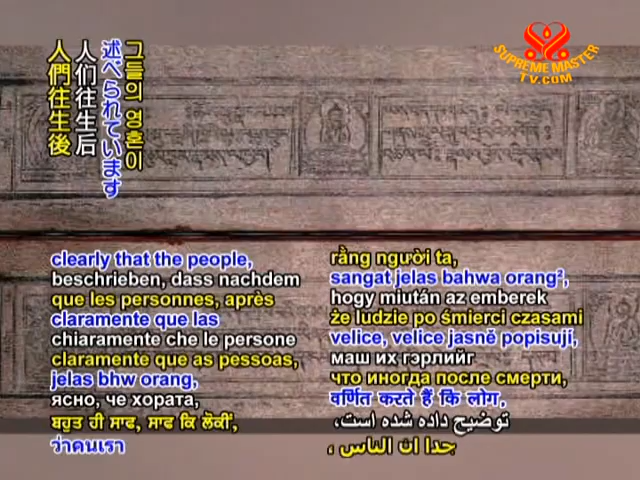 人們往生後
人们往生后
述べられています
그들의 영혼이
SUPREME MASTER
TV.COM
clearly that the people,
beschrieben, dass nachdem
que les personnes, après
claramente que las
chiaramente che le persone
claramente que as pessoas,
jelas bhw orang,
ясно, че хората,
ਬਹੁਤ ਹੀ ਸਾਫ, ਸਾਫ ਕਿ ਲੋਕੀਂ,
ว่าคนเรา
rằng người ta,
sangat jelas bahwa orang²,
hogy miután az emberek
że ludzie po śmierci czasami
velice, velice jasně popisují,
маш их гэрлийг
что иногда после смерти,
वर्णित करते हैं कि लोग,
توضیح داده شده است،
جدا ان الناس ،